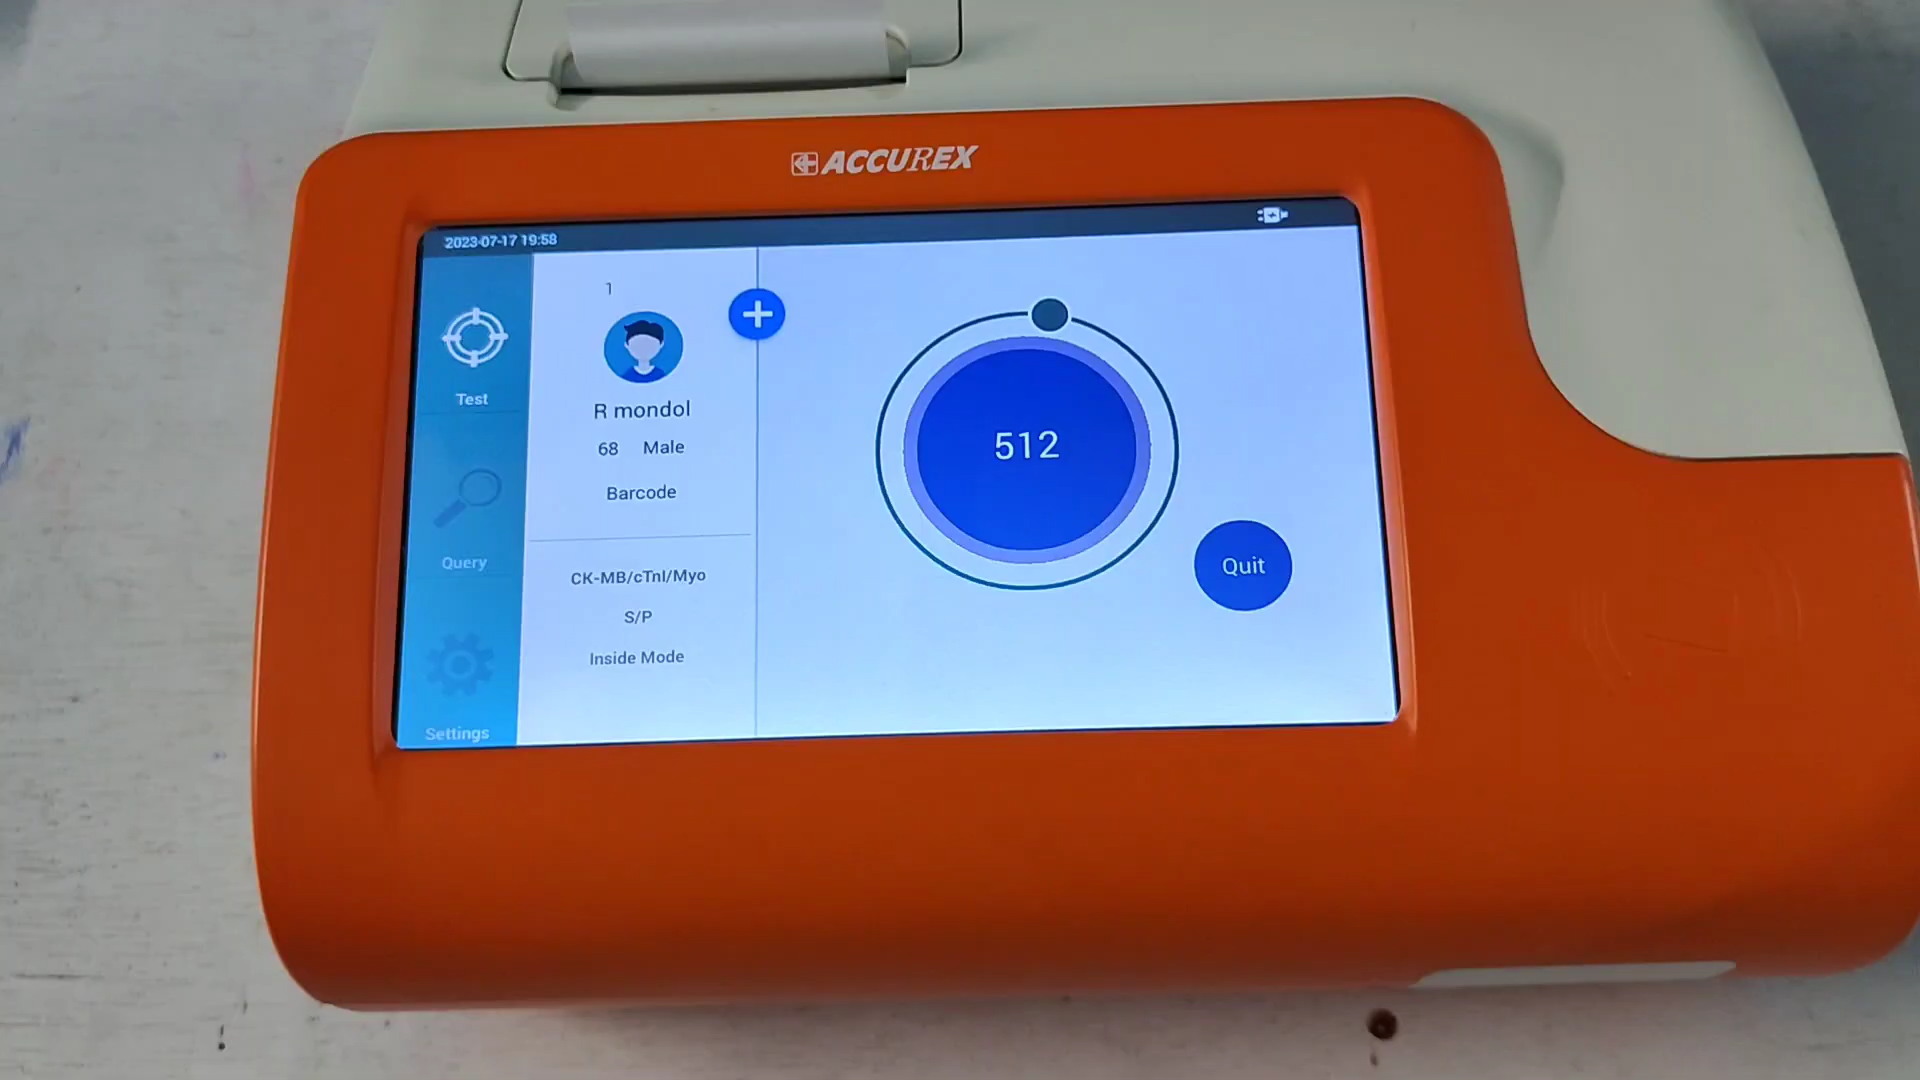 ACCUREX
2023-07-17 19:58
Test
Query
Settings
1
R mondol
68 Male
Barcode
CK-MB/cTnI/Myo
S/P
Inside Mode
512
Quit